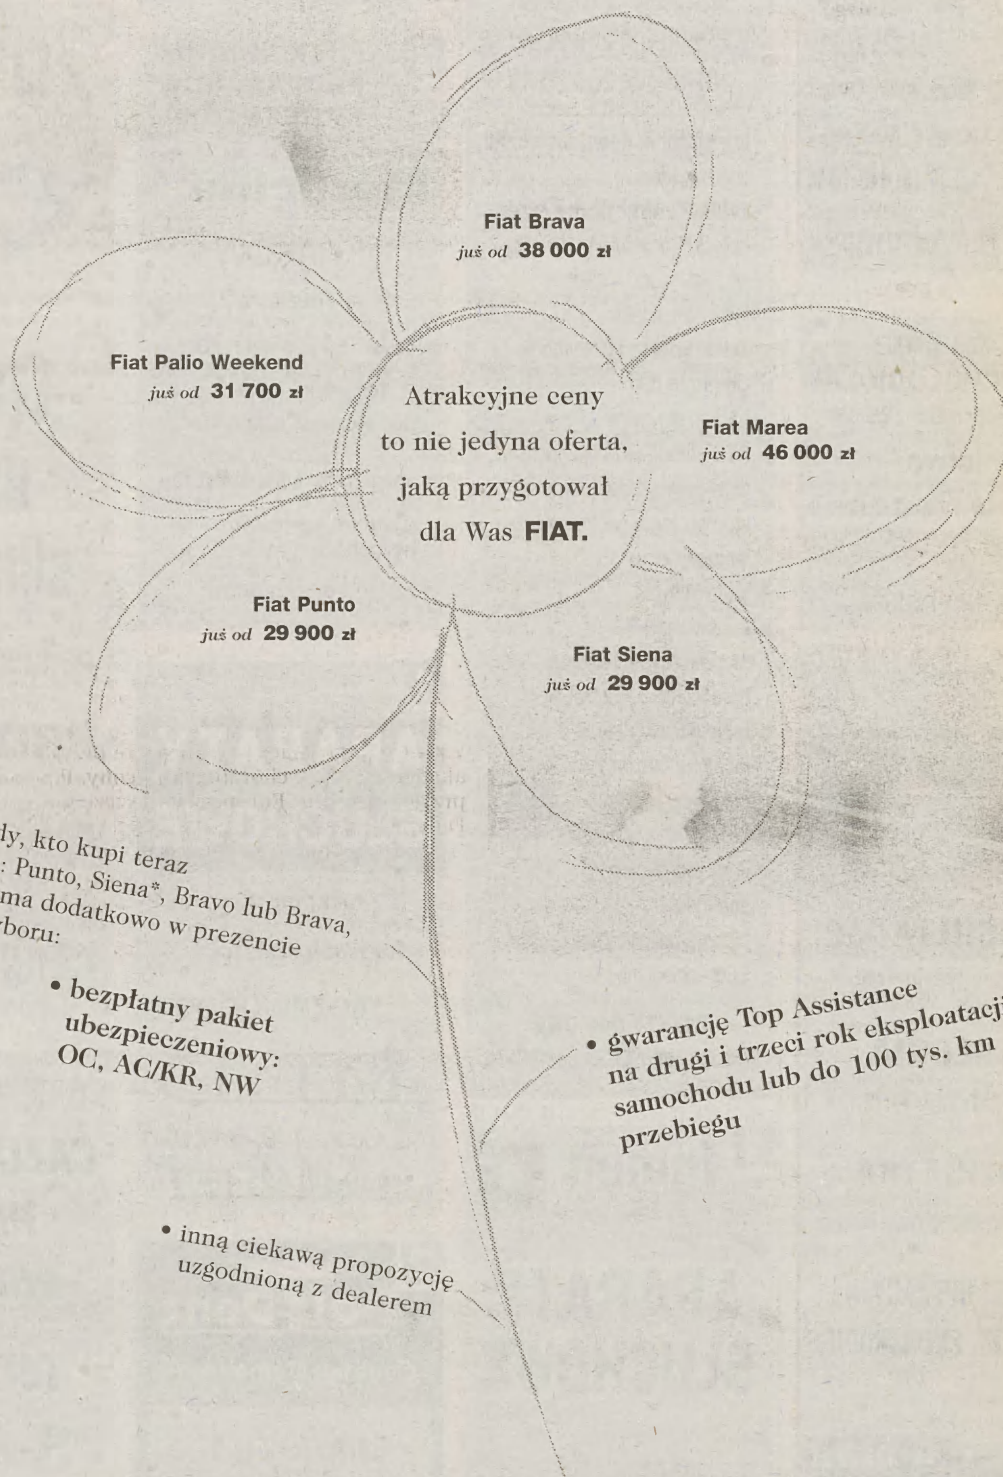 Fiat Brava
już od 38 000 zł
Fiat Palio Weekend
już od 31 700 zł
Atrakcyjne ceny
to nie jedyna oferta,
jaką przygotował
dla Was FIAT.
Fiat Marea
już od 46 000 zł
Fiat Punto
już od 29 900 zł
Fiat Siena
już od 29 900 zł
kto kupi teraz
: Punto, Siena*, Bravo lub Brava,
ma dodatkowo w prezencie
• bezpłatny pakiet
ubezpieczeniowy:
OC, AC/KR, NW
• gwarancję Top Assistance
na drugi i trzeci rok eksploatacji
samochodu lub do 100 tys. km
przebiegu
• inną ciekawą propozycję
uzgodnioną z dealerem